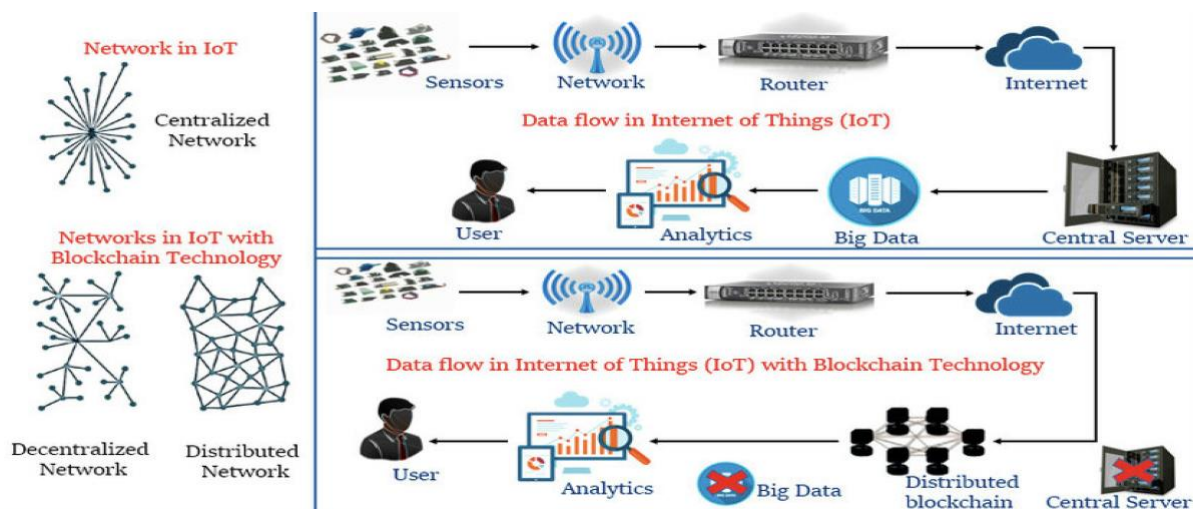 Network in IoT
Centralized
Network
Networks in IoT with
Blockchain Technology
Decentralized
Network
Distributed
Network
Sensors
Network
Router
Internet
Data flow in Internet of Things (IoT)
User
Analytics
BIG DATA
Big Data
Central Server
Sensors
Network
Router
Internet
Data flow in Internet of Things (IoT) with Blockchain Technology
User
Analytics
Big Data
Distributed
blockchain
Central Server